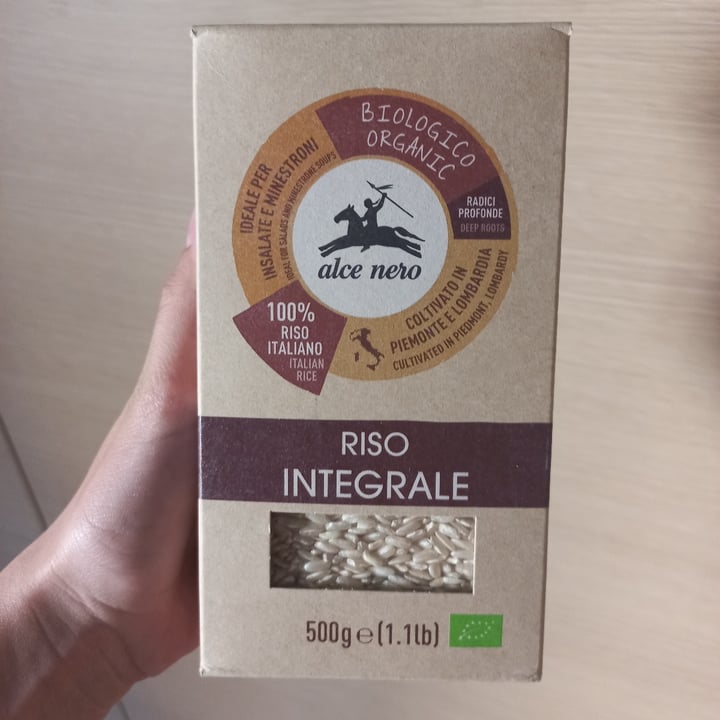 BIOLOGICO
ORGANIC
RADICI
PROFONDE
DEEP ROOTS
IDEALE PER
INSALATE E MINESTRONI
IDEAL FOR SALADS AND MINESTRONE SOUPS
alce nero
COLTIVATO IN
PIEMONTE E LOMBARDIA
CULTIVATED IN PIEDMONT, LOMBARDY
100%
RISO
ITALIANO
ITALIAN
RICE
RISO
INTEGRALE
500g e (1.1lb)